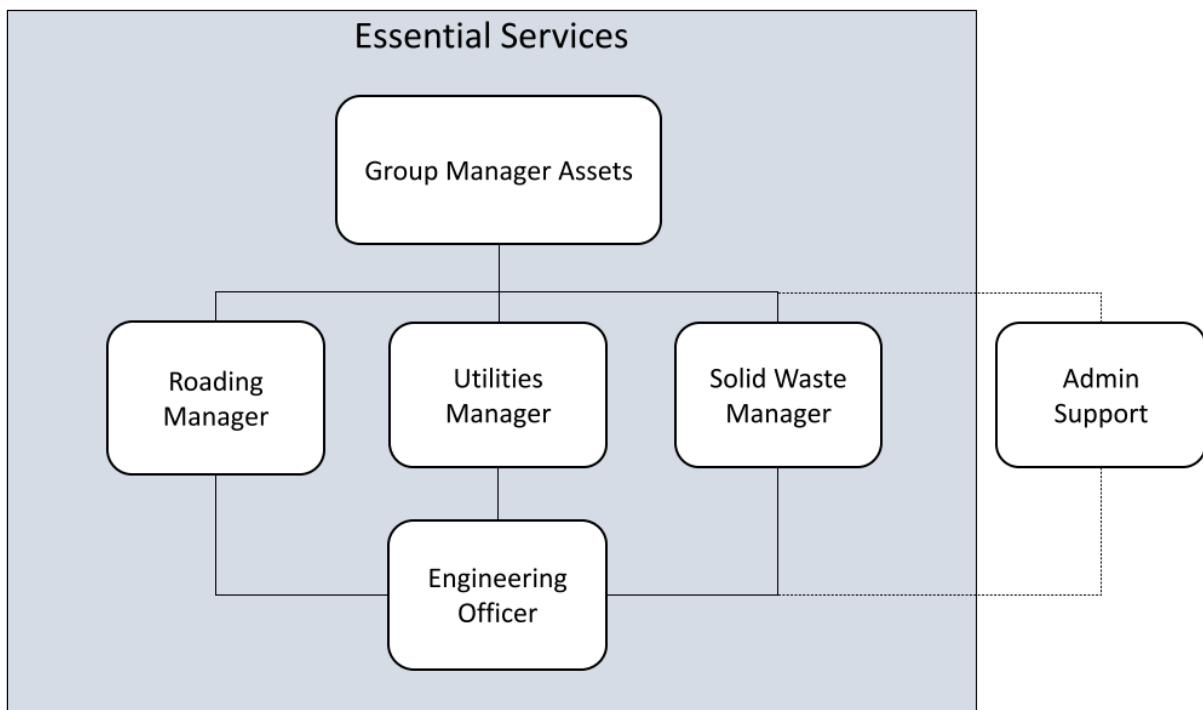 Essential Services
Group Manager Assets
Roading
Manager
Utilities
Manager
Solid Waste
Manager
Admin
Support
Engineering
Officer